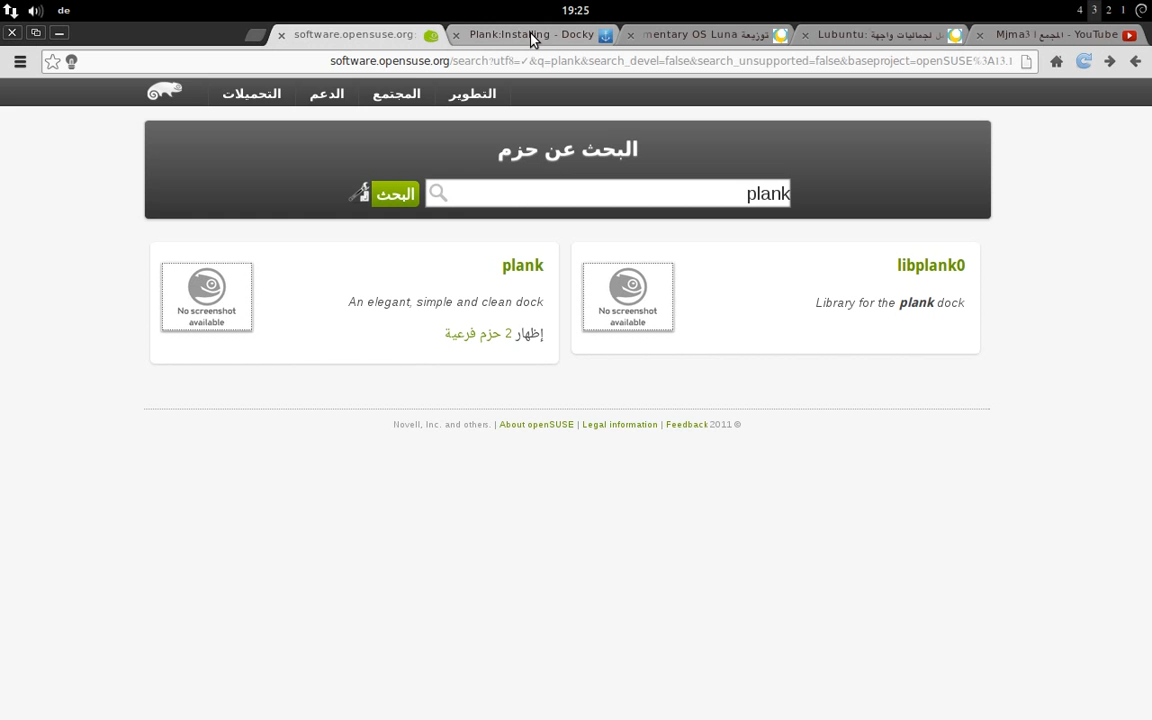 de
19:25
4 3 2 1
software.opensuse.org:
Plank:Installing - Docky
توزيعة mentary OS Luna
Lubuntu: ل لجماليات واجهة
Mjma3 المجمع ا - YouTube
software.opensuse.org/search?utf8=✓&q=plank&search_devel=false&search_unsupported=false&baseproject=openSUSE%3A13.1
التطوير
المجتمع
الدعم
التحميلات
البحث عن حزم
plank
البحث
libplank0
Library for the plank dock
No screenshot
available
plank
An elegant, simple and clean dock
إظهار 2 حزم فرعية
No screenshot
available
Novell, Inc. and others. | About openSUSE | Legal information | Feedback 2011 ©